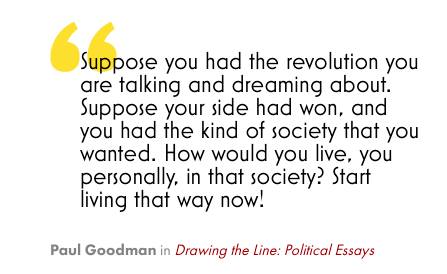 “
Suppose you had the revolution you
are talking and dreaming about.
Suppose your side had won, and
you had the kind of society that you
wanted. How would you live, you
personally, in that society? Start
living that way now!
Paul Goodman in Drawing the Line: Political Essays